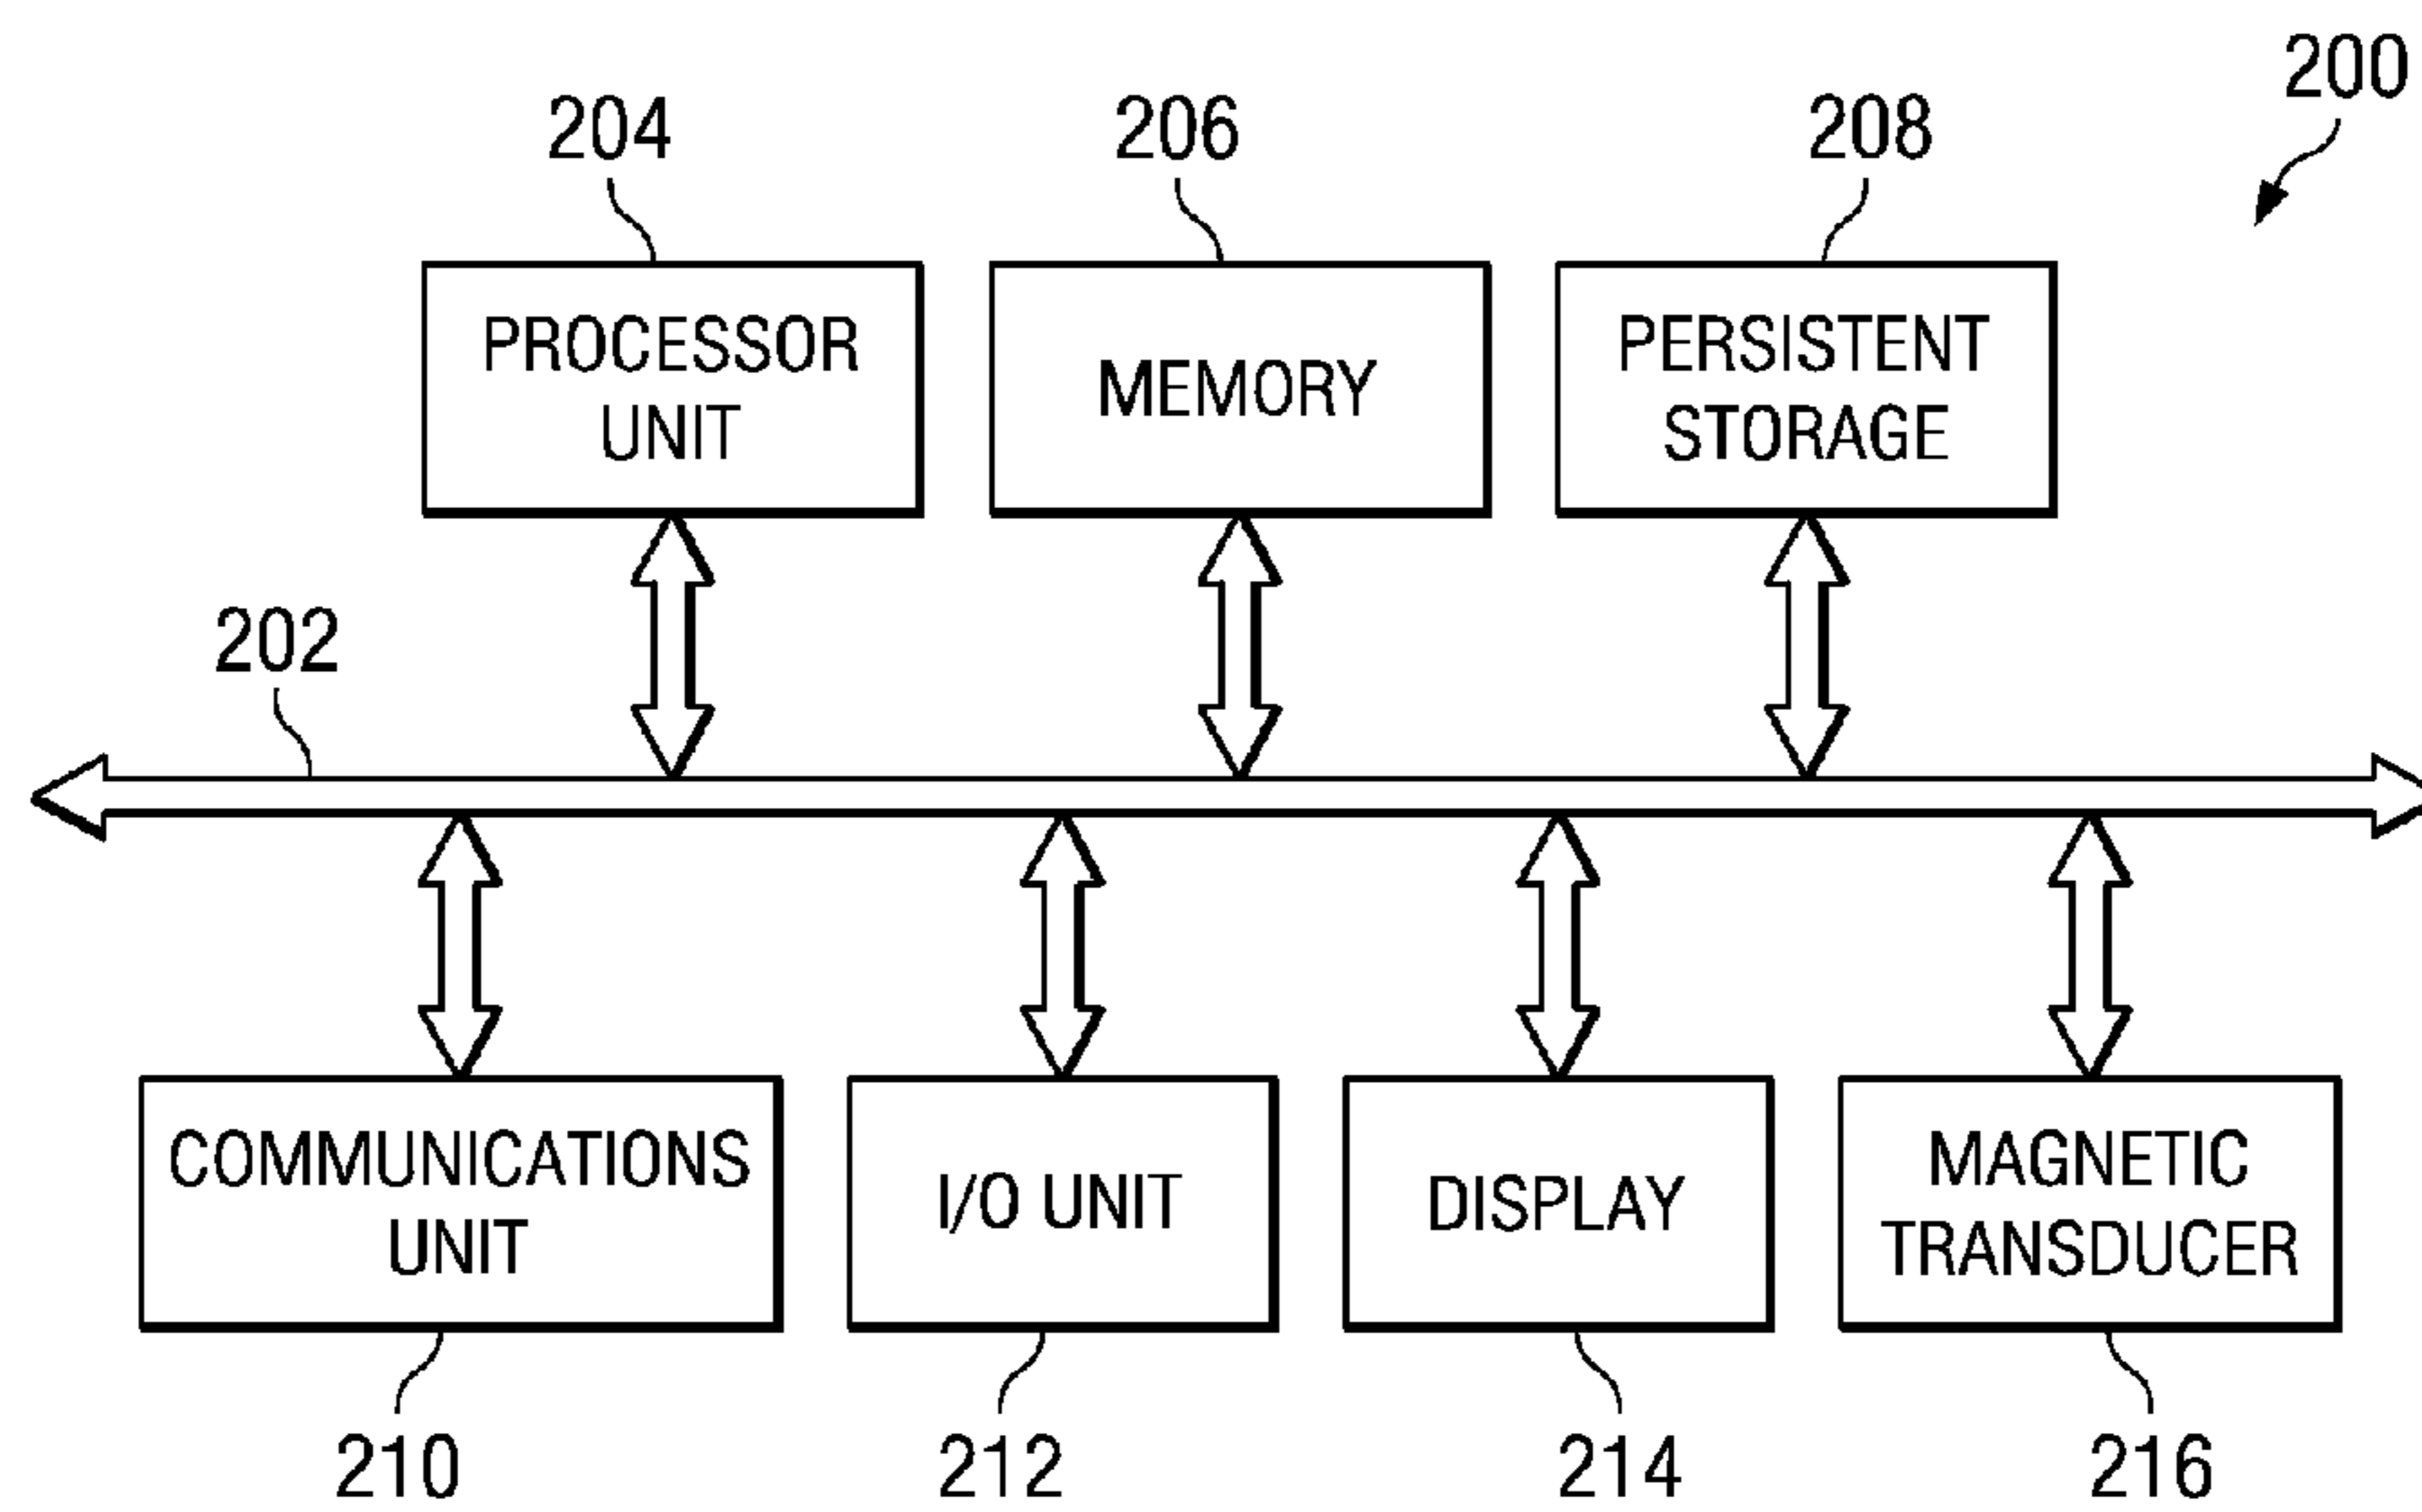 200
204
206
208
PROCESSOR
UNIT
MEMORY
PERSISTENT
STORAGE
202
COMMUNICATIONS
UNIT
I/O UNIT
DISPLAY
MAGNETIC
TRANSDUCER
210
212
214
216